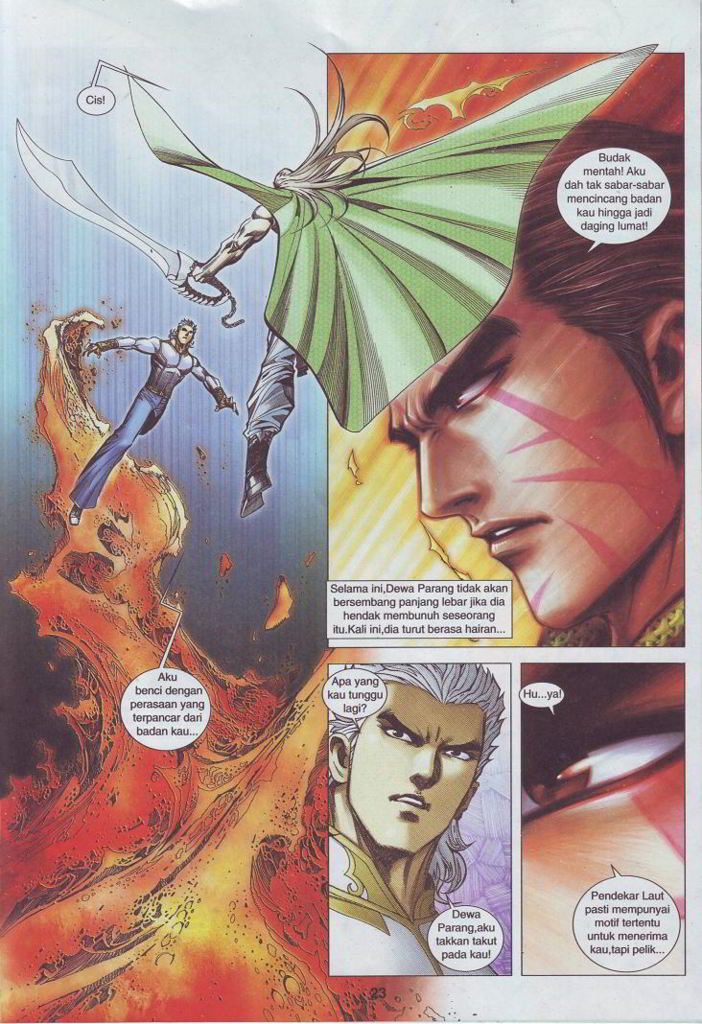 Cis!
Budak
mentah! Aku
dah tak sabar-sabar
mencincang badan
kau hingga jadi
daging lumat!
Selama ini,Dewa Parang tidak akan
bersembang panjang lebar jika dia
hendak membunuh seseorang
itu.Kali ini,dia turut berasa hairan...
Aku
benci dengan
perasaan yang
terpancar dari
badan kau...
Apa yang
kau tunggu
lagi?
Dewa
Parang,aku
takkan takut
pada kau!
Hu...ya!
Pendekar Laut
pasti mempunyai
motif tertentu
untuk menerima
kau,tapi pelik...
23